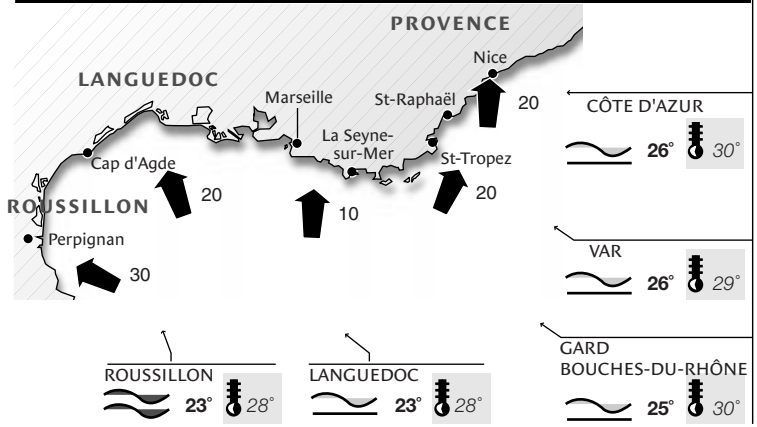 PROVENCE
Nice
LANGUEDOC
Marseille
St-Raphaël
20
CÔTE D'AZUR
26° 30°
La Seyne-
sur-Mer
Cap d'Agde
St-Tropez
20
20
10
ROUSSILLON
Perpignan
30
VAR
26° 29°
ROUSSILLON
23° 28°
LANGUEDOC
23° 28°
GARD
BOUCHES-DU-RHÔNE
25° 30°